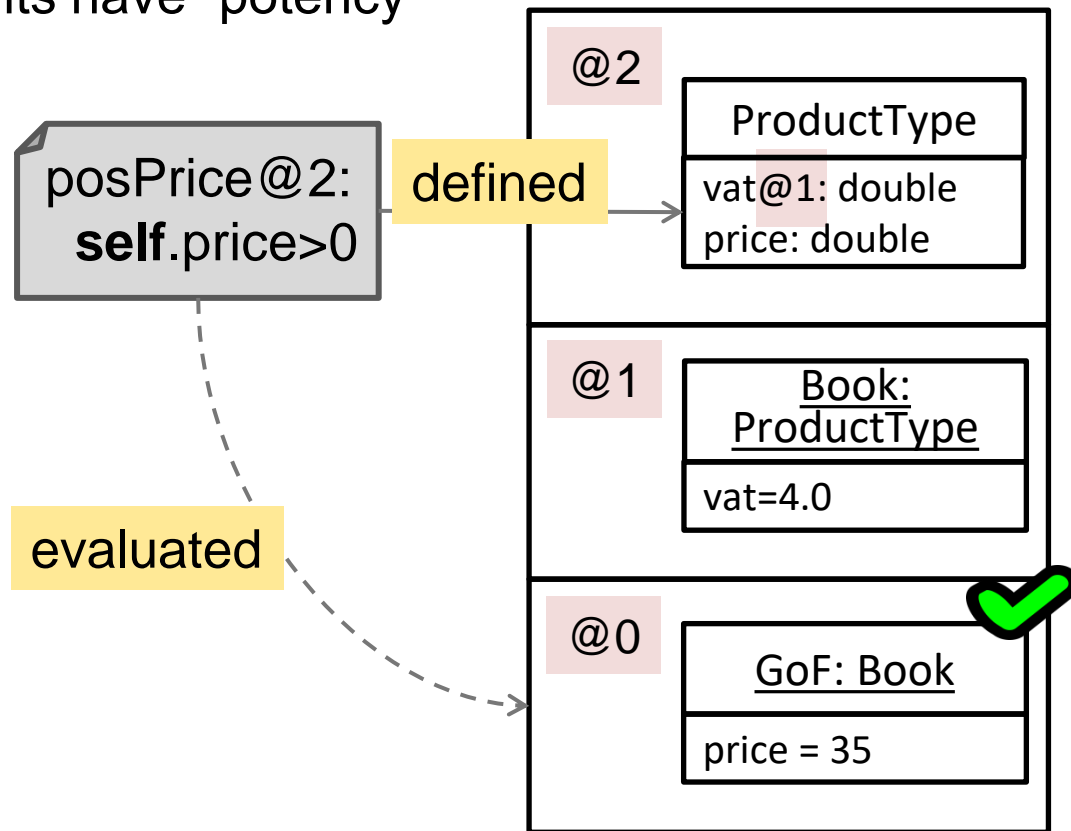 have "potency"
@2
ProductType
vat@1: double
price: double
posPrice@2:
self.price>0
defined
@1
Book:
ProductType
vat=4.0
evaluated
@0
GoF: Book
price = 35